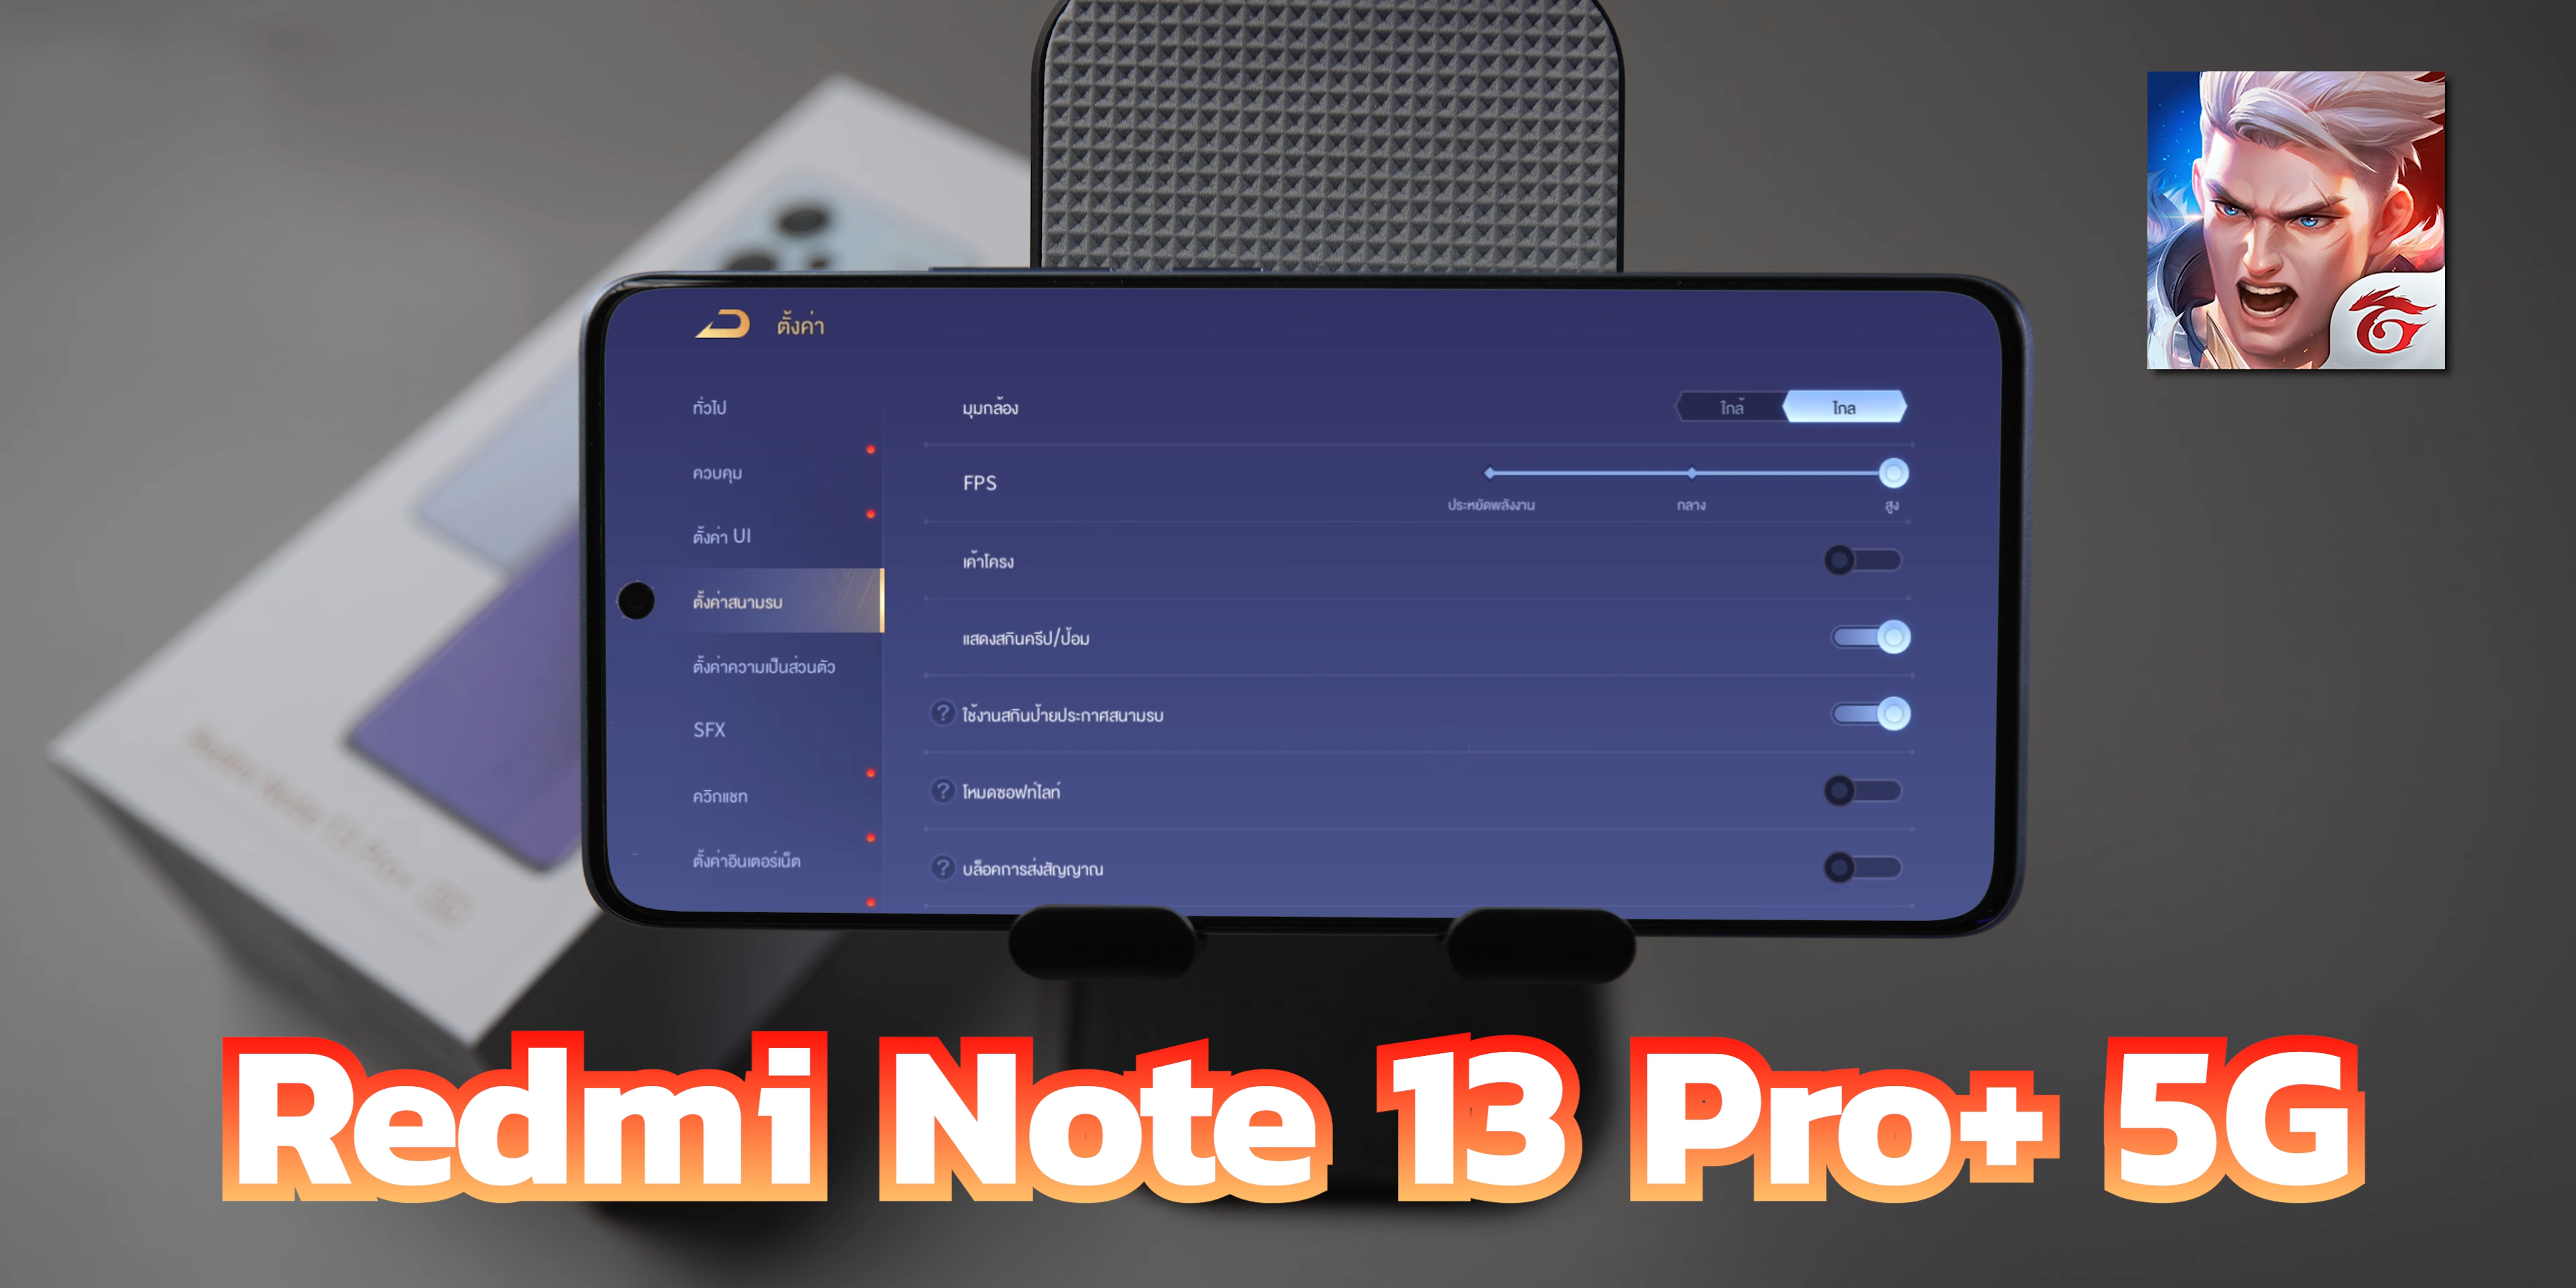 ตั้งค่า
ทั่วไป
ควบคุม
ตั้งค่า UI
ตั้งค่าสนามรบ
ตั้งค่าความเป็นส่วนตัว
SFX
ควิกแชท
ตั้งค่าอินเตอร์เน็ต
มุมกล้อง
ใกล้
ไกล
FPS
ประหยัดพลังงาน
กลาง
สูง
เค้าโครง
แสดงสกินครีป/ป้อม
? ใช้งานสกินป้ายประกาศสนามรบ
? โหมดซอฟท์ไลท์
? บล็อคการส่งสัญญาณ
Redmi Note 13 Pro+ 5G
Redmi Note 13 Pro+ 5G